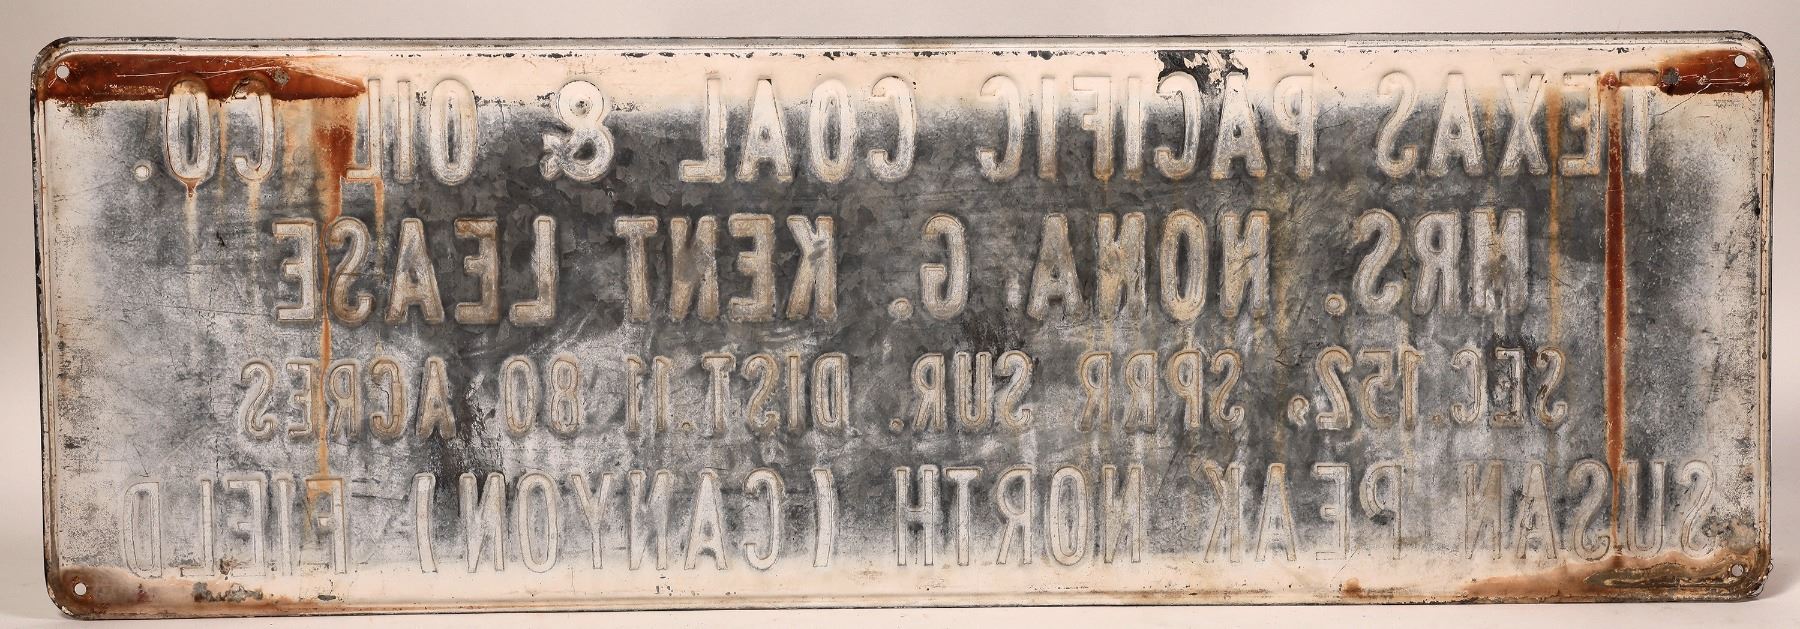 TEXAS PACIFIC COAL & OIL CO.
MRS. NONA G. KENT LEASE
SEC. 152, SPRR SUR. DIST. 11 80 ACRES
SUSAN PEAK NORTH (CANYON) FIELD